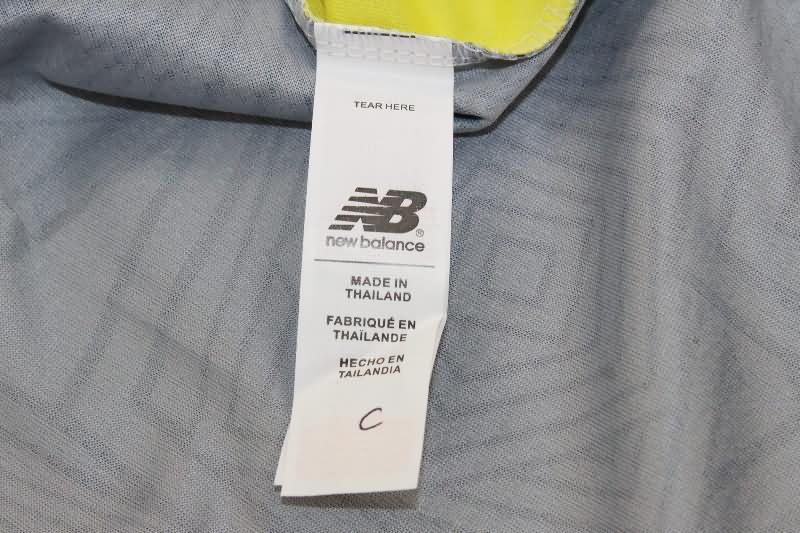 TEAR HERE
NB
new balance
MADE IN
THAILAND
FABRIQUÉ EN
THAÏLANDE
HECHO EN
TAILANDIA
C